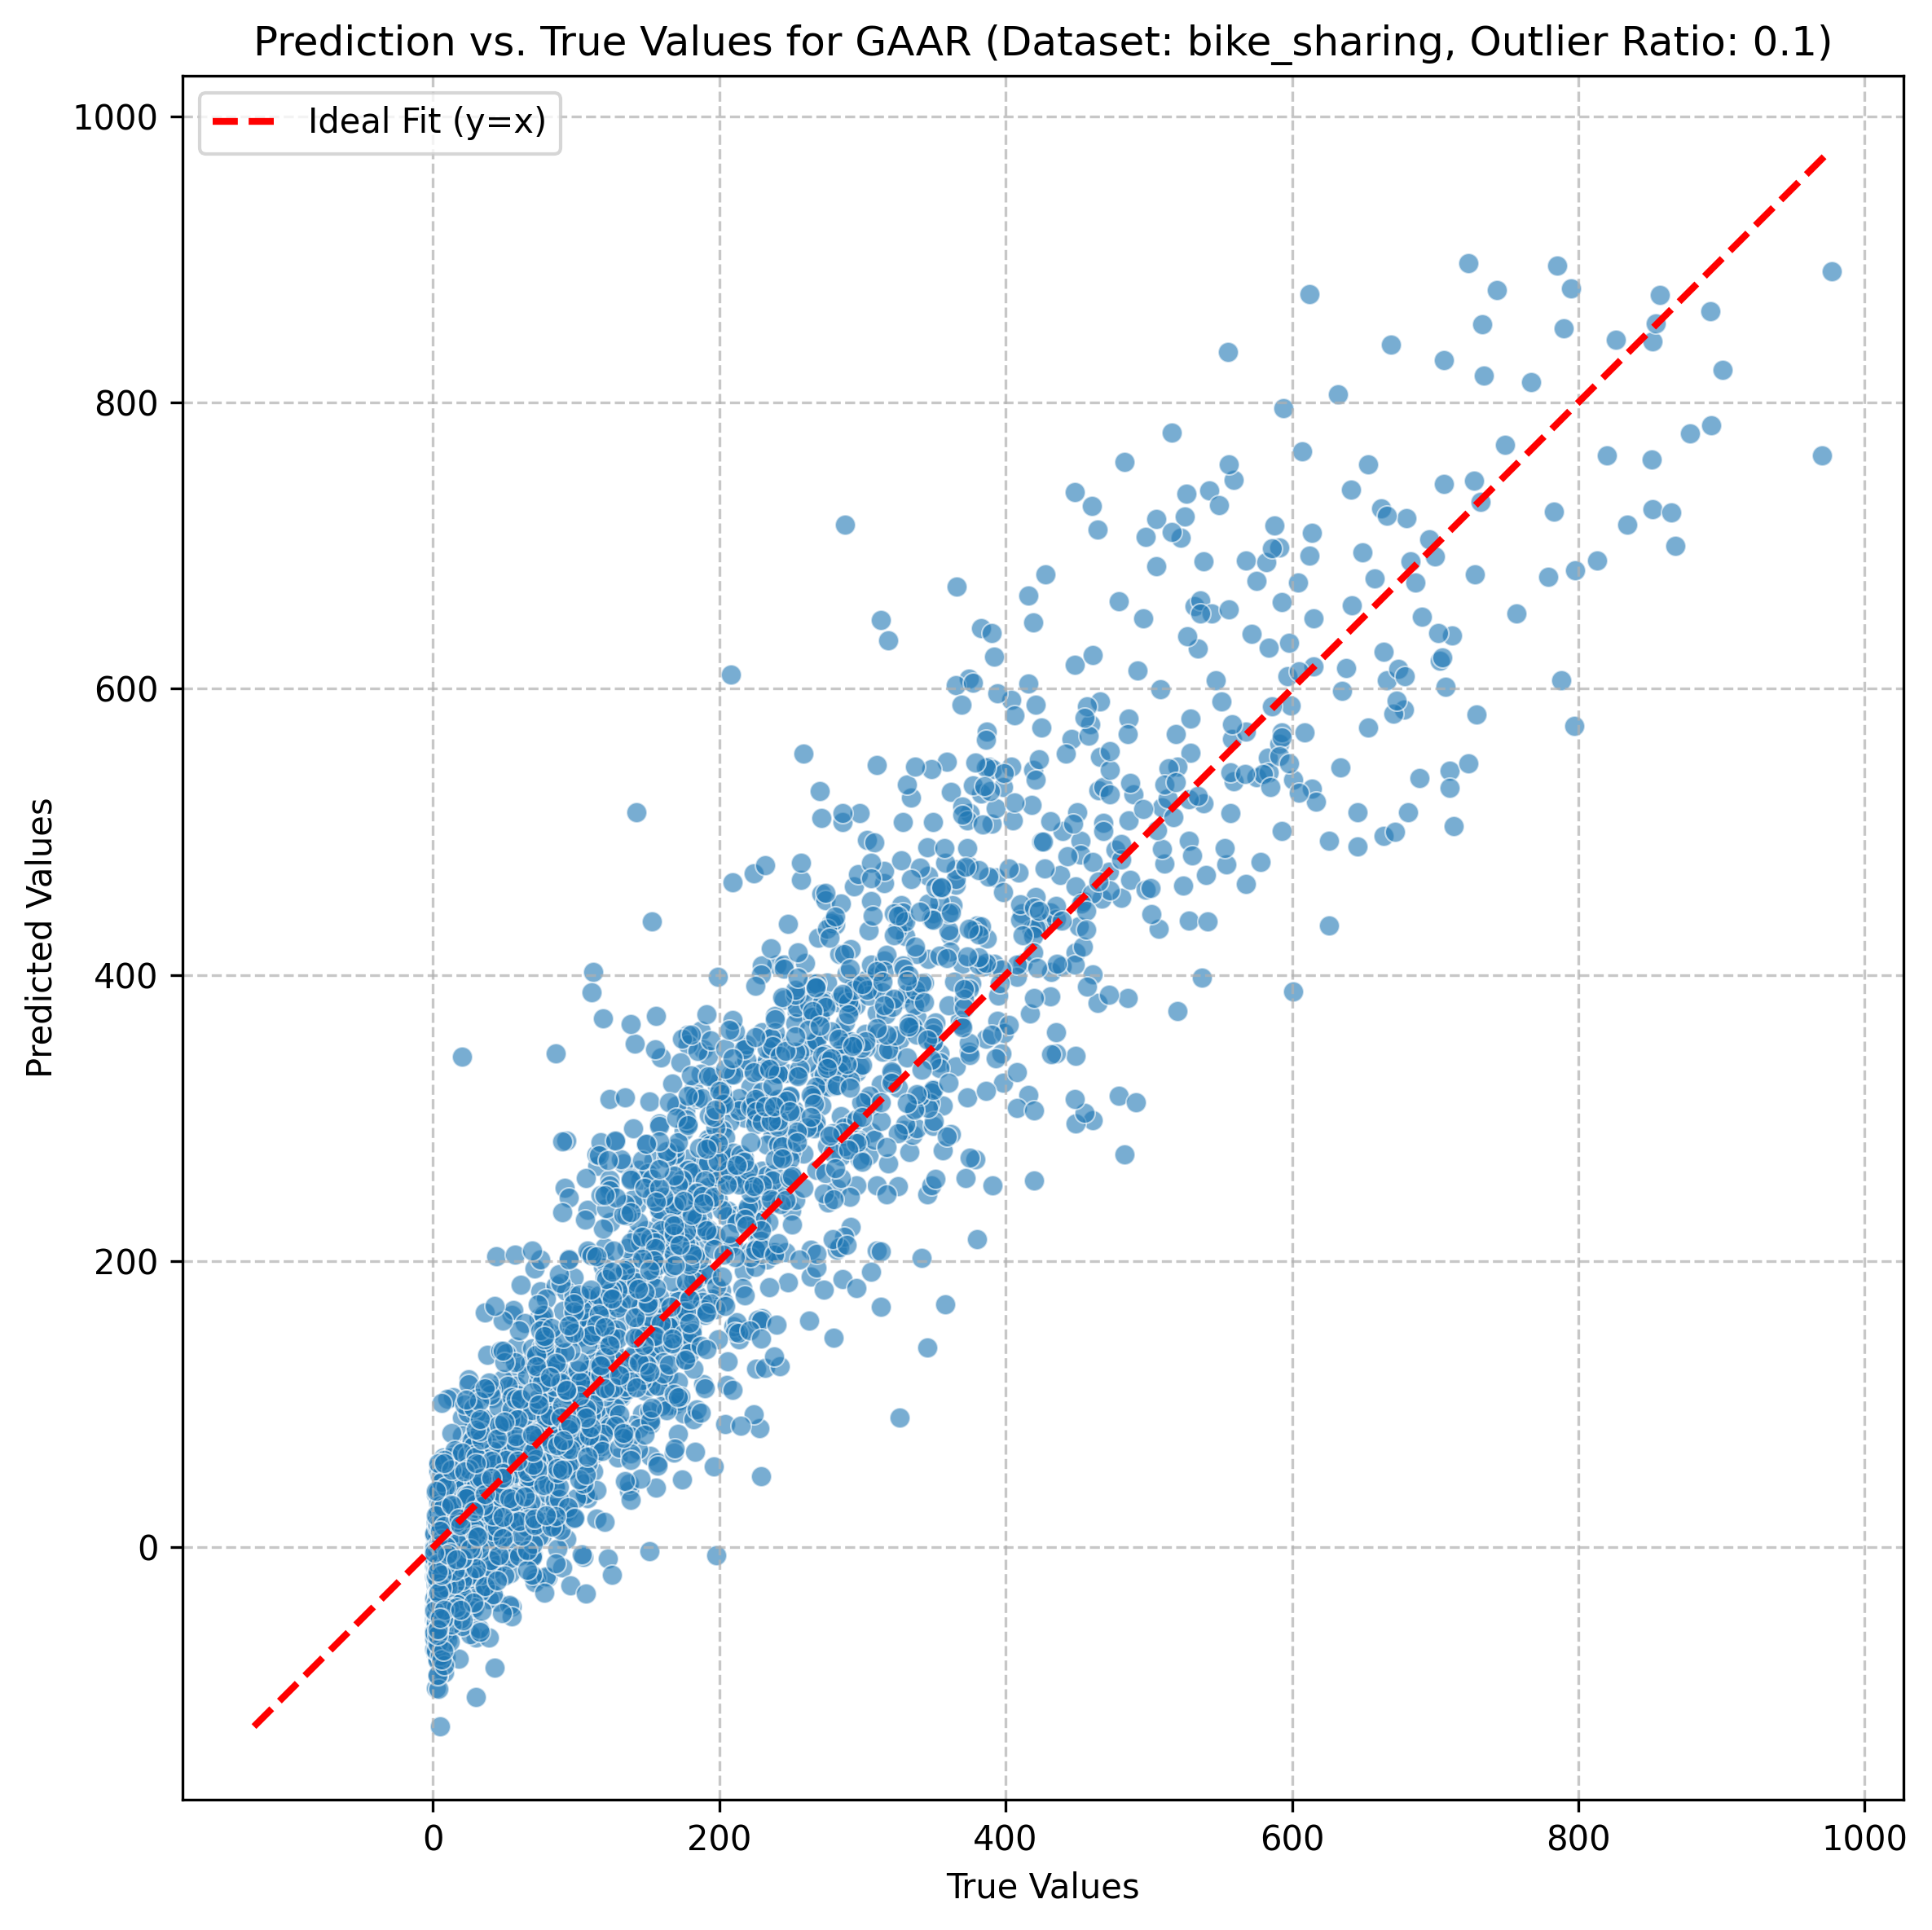 Prediction vs. True Values for GAAR (Dataset: bike_sharing, Outlier Ratio: 0.1)
Ideal Fit (y=x)
1000
800
600
400
200
0
Predicted Values
0 200 400 600 800 1000
True Values